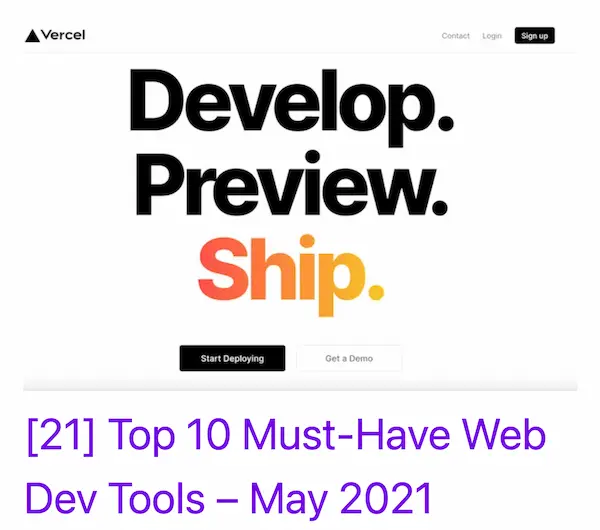 Vercel
Contact Login Sign up
Develop.
Preview.
Ship.
Start Deploying Get a Demo
[21] Top 10 Must-Have Web
Dev Tools – May 2021